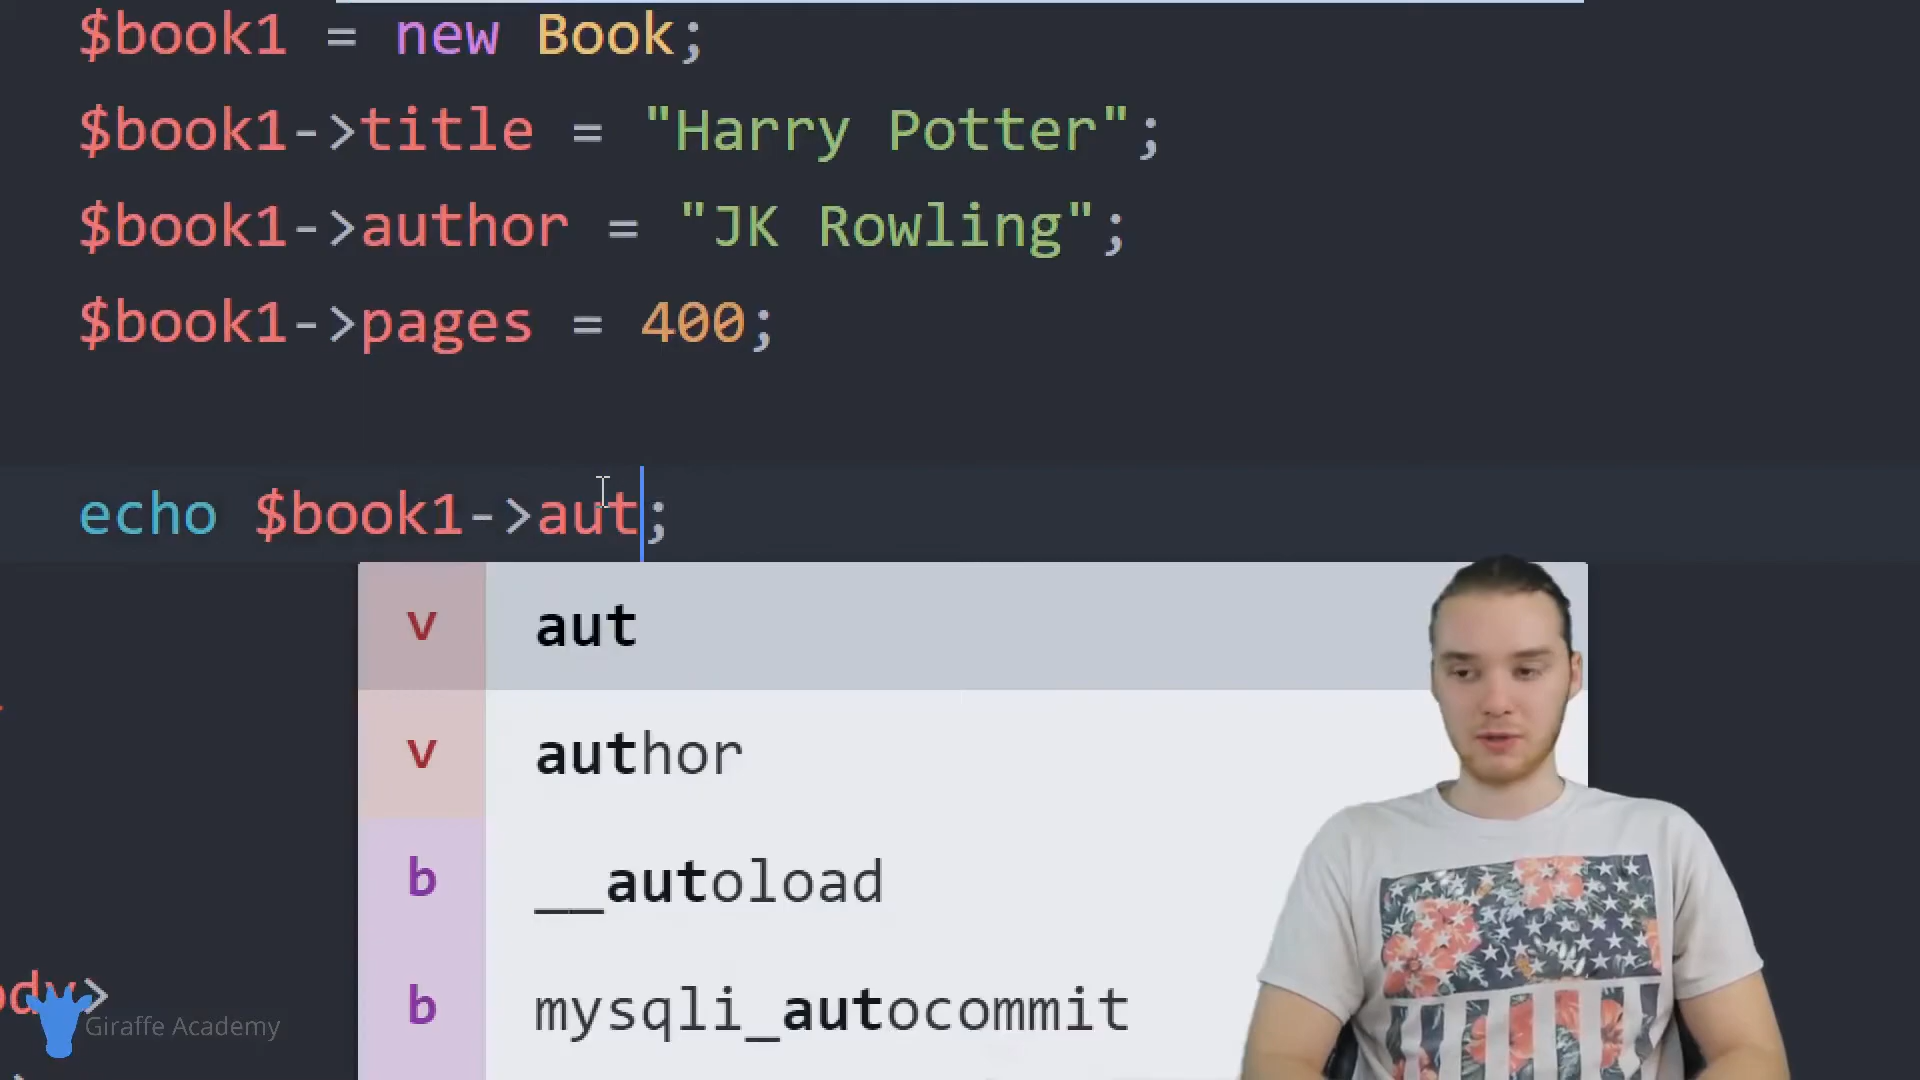 $book1 = new Book;
$book1->title = "Harry Potter";
$book1->author = "JK Rowling";
$book1->pages = 400;
echo $book1->aut;
v aut
v author
b __autoload
b mysqli_autocommit
ody>
Giraffe Academy